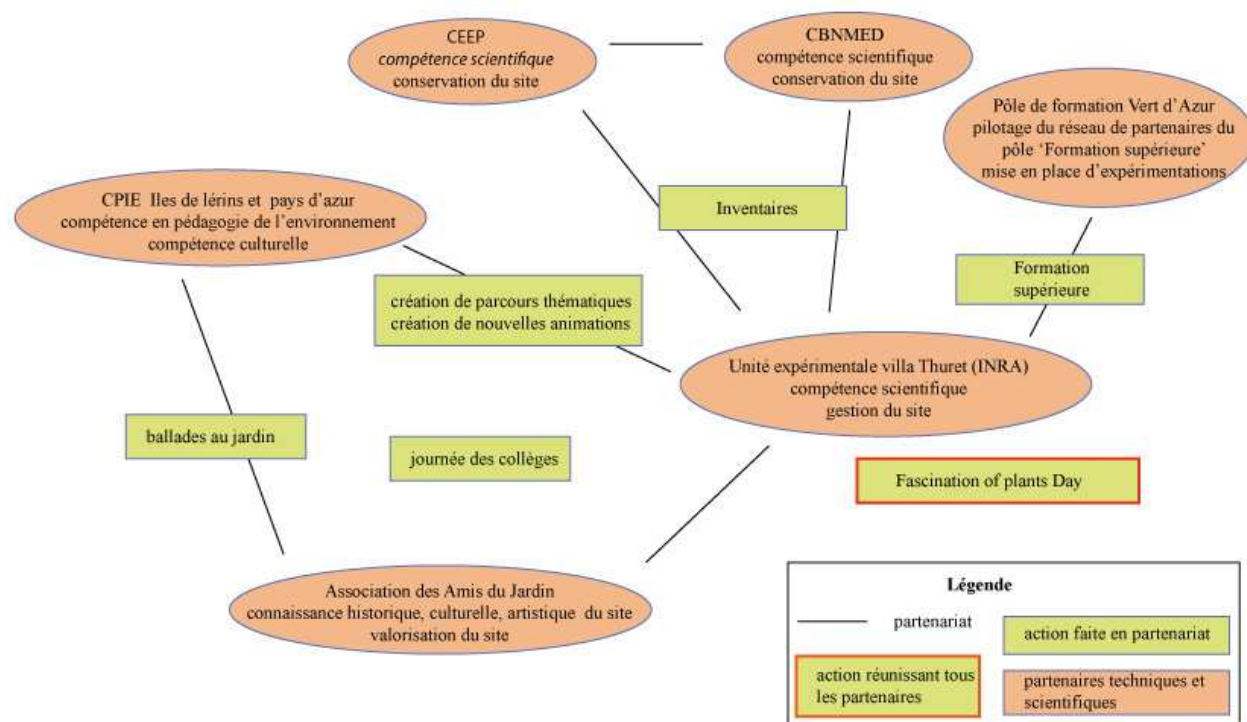 CEEP
compétence scientifique
conservation du site
CBNMED
compétence scientifique
conservation du site
Pôle de formation Vert d'Azur
pilotage du réseau de partenaires du
pôle 'Formation supérieure'
mise en place d'expérimentations
CPIE Iles de lérins et pays d'azur
compétence en pédagogie de l'environnement
compétence culturelle
Inventaires
Formation
supérieure
création de parcours thématiques
création de nouvelles animations
Unité expérimentale villa Thuret (INRA)
compétence scientifique
gestion du site
ballades au jardin
journée des collèges
Fascination of plants Day
Association des Amis du Jardin
connaissance historique, culturelle, artistique du site
valorisation du site
Légende
partenariat
action faite en partenariat
action réunissant tous
les partenaires
partenaires techniques et
scientifiques